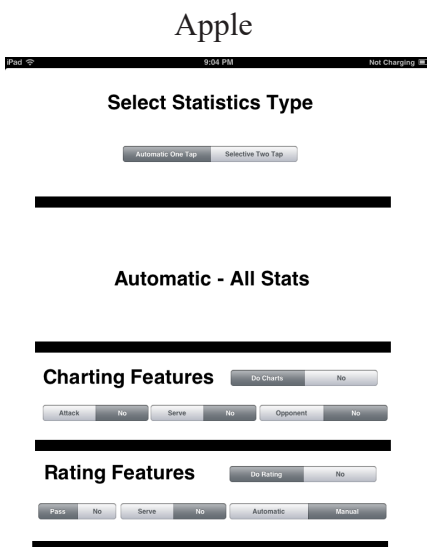 Apple
iPad 9:04 PM Not Charging
Select Statistics Type
Automatic One Tap Selective Two Tap
Automatic - All Stats
Charting Features Do Charts No
Attack No Serve No Opponent No
Rating Features Do Rating No
Pass No Serve No Automatic Manual